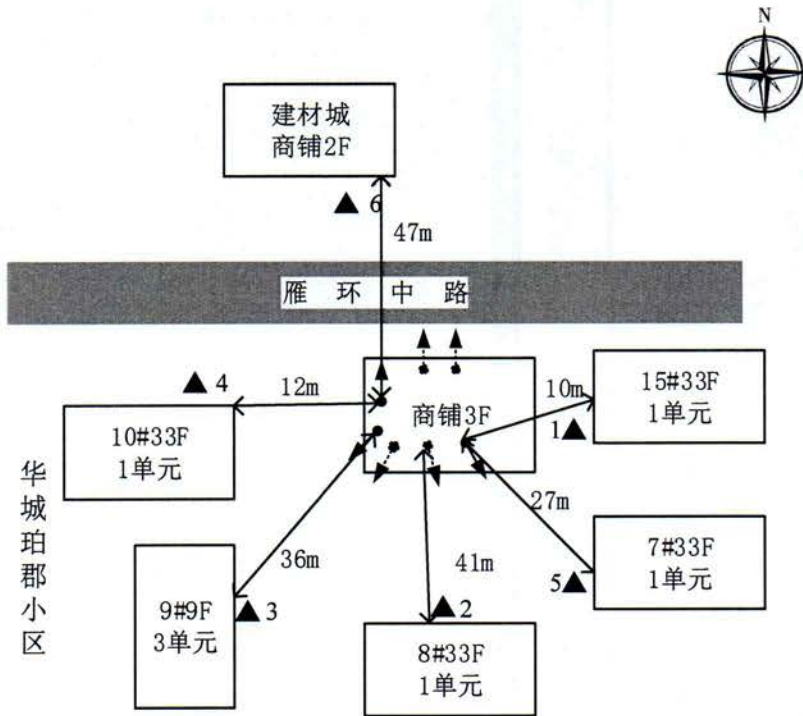 N
建材城
商铺2F
▲ 6
47m
雁环中路
▲ 4
12m
商铺3F
10m
15#33F
1单元
1▲
10#33F
1单元
华城珀郡小区
27m
7#33F
1单元
5▲
36m
41m
9#9F
3单元
▲ 3
▲ 2
8#33F
1单元